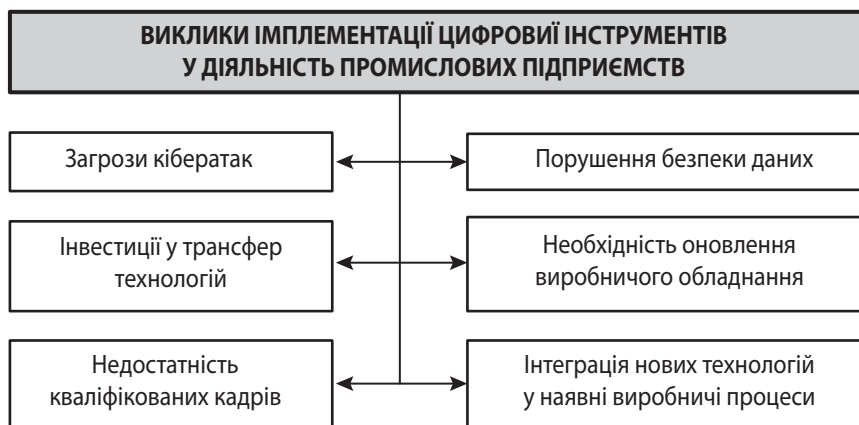 ВИКЛИКИ ІМПЛЕМЕНТАЦІЇ ЦИФРОВИЇ ІНСТРУМЕНТІВ
У ДІЯЛЬНІСТЬ ПРОМИСЛОВИХ ПІДПРИЄМСТВ
Загрози кібератак
Порушення безпеки даних
Інвестиції у трансфер
технологій
Необхідність оновлення
виробничого обладнання
Недостатність
кваліфікованих кадрів
Інтеграція нових технологій
у наявні виробничі процеси